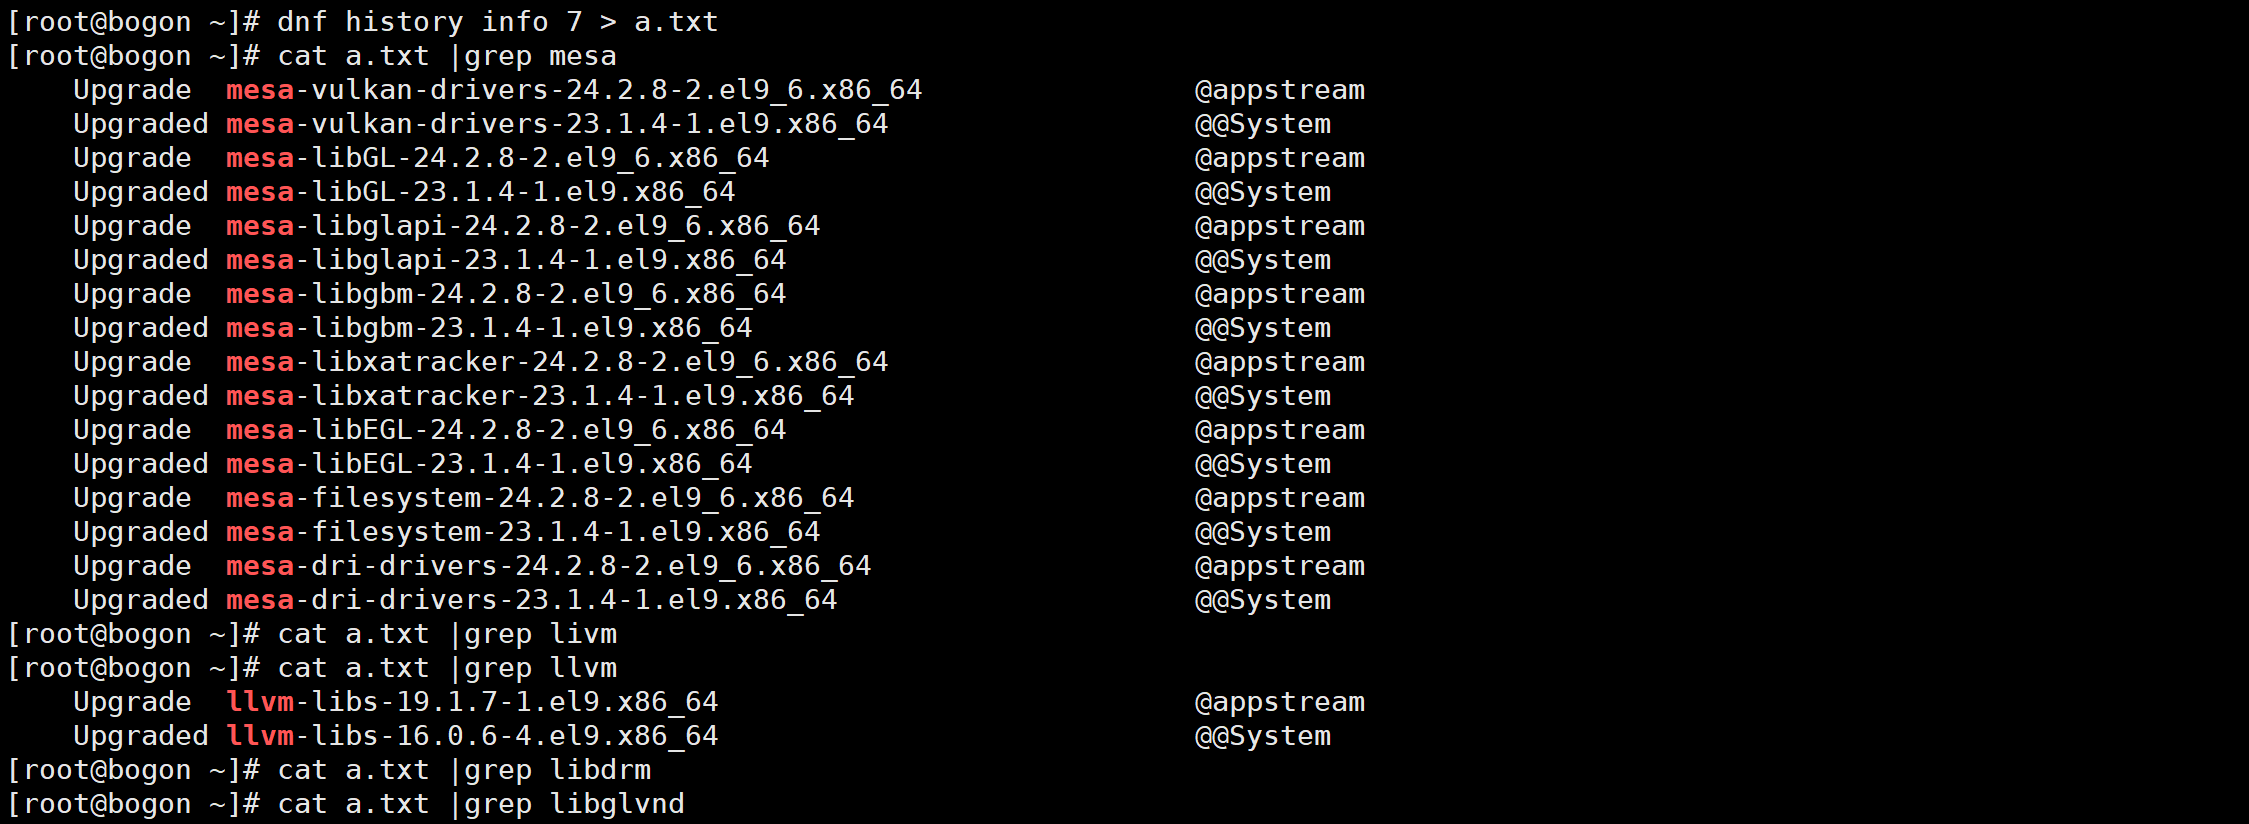 [root@bogon ~]# dnf history info 7 > a.txt
[root@bogon ~]# cat a.txt |grep mesa
    Upgrade  mesa-vulkan-drivers-24.2.8-2.el9_6.x86_64                @appstream
    Upgraded mesa-vulkan-drivers-23.1.4-1.el9.x86_64                  @@System
    Upgrade  mesa-libGL-24.2.8-2.el9_6.x86_64                         @appstream
    Upgraded mesa-libGL-23.1.4-1.el9.x86_64                           @@System
    Upgrade  mesa-libglapi-24.2.8-2.el9_6.x86_64                      @appstream
    Upgraded mesa-libglapi-23.1.4-1.el9.x86_64                        @@System
    Upgrade  mesa-libgbm-24.2.8-2.el9_6.x86_64                        @appstream
    Upgraded mesa-libgbm-23.1.4-1.el9.x86_64                          @@System
    Upgrade  mesa-libxatracker-24.2.8-2.el9_6.x86_64                  @appstream
    Upgraded mesa-libxatracker-23.1.4-1.el9.x86_64                    @@System
    Upgrade  mesa-libEGL-24.2.8-2.el9_6.x86_64                        @appstream
    Upgraded mesa-libEGL-23.1.4-1.el9.x86_64                          @@System
    Upgrade  mesa-filesystem-24.2.8-2.el9_6.x86_64                    @appstream
    Upgraded mesa-filesystem-23.1.4-1.el9.x86_64                      @@System
    Upgrade  mesa-dri-drivers-24.2.8-2.el9_6.x86_64                   @appstream
    Upgraded mesa-dri-drivers-23.1.4-1.el9.x86_64                     @@System
[root@bogon ~]# cat a.txt |grep livm
[root@bogon ~]# cat a.txt |grep llvm
    Upgrade  llvm-libs-19.1.7-1.el9.x86_64                            @appstream
    Upgraded llvm-libs-16.0.6-4.el9.x86_64                            @@System
[root@bogon ~]# cat a.txt |grep libdrm
[root@bogon ~]# cat a.txt |grep libglvnd